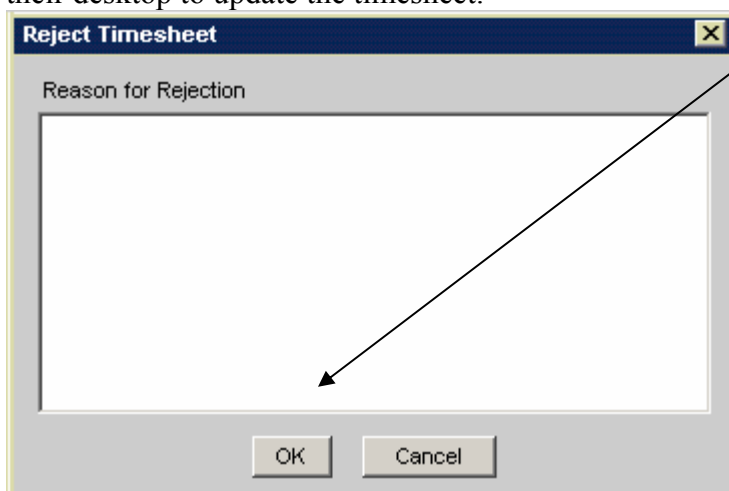 their desktop to update the timesheet.
Reject Timesheet
Reason for Rejection
OK Cancel